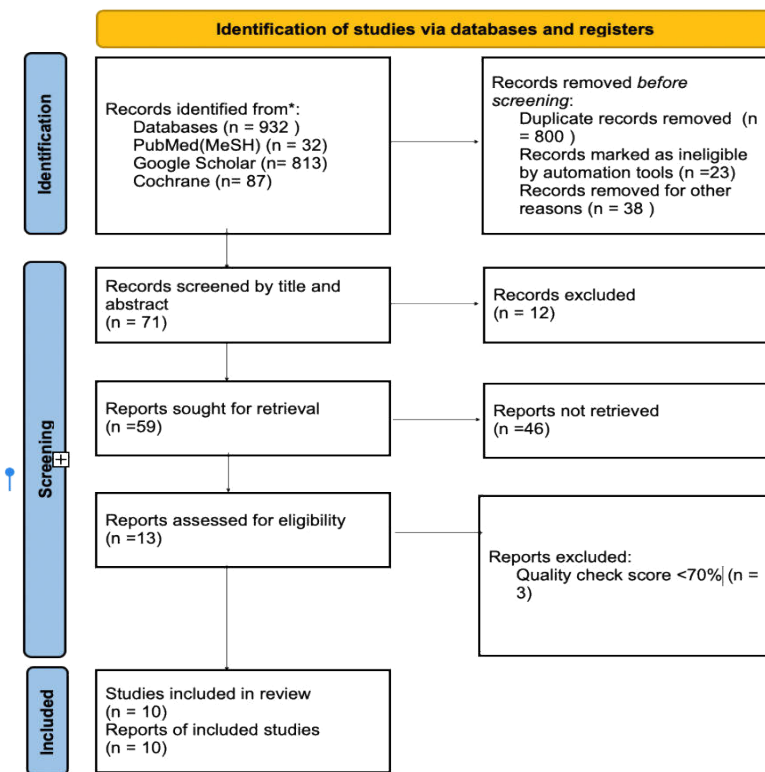 Identification of studies via databases and registers
Identification
Records identified from*:
Databases (n = 932 )
PubMed(MeSH) (n = 32)
Google Scholar(n= 813)
Cochrane (n= 87)
Records removed before
screening:
Duplicate records removed (n
= 800 )
Records marked as ineligible
by automation tools (n =23)
Records removed for other
reasons (n = 38 )
Screening
Records screened by title and
abstract
(n = 71)
Records excluded
(n = 12)
Reports sought for retrieval
(n =59)
Reports not retrieved
(n =46)
Reports assessed for eligibility
(n =13)
Reports excluded:
Quality check score <70% (n =
3)
Included
Studies included in review
(n = 10)
Reports of included studies
(n = 10)